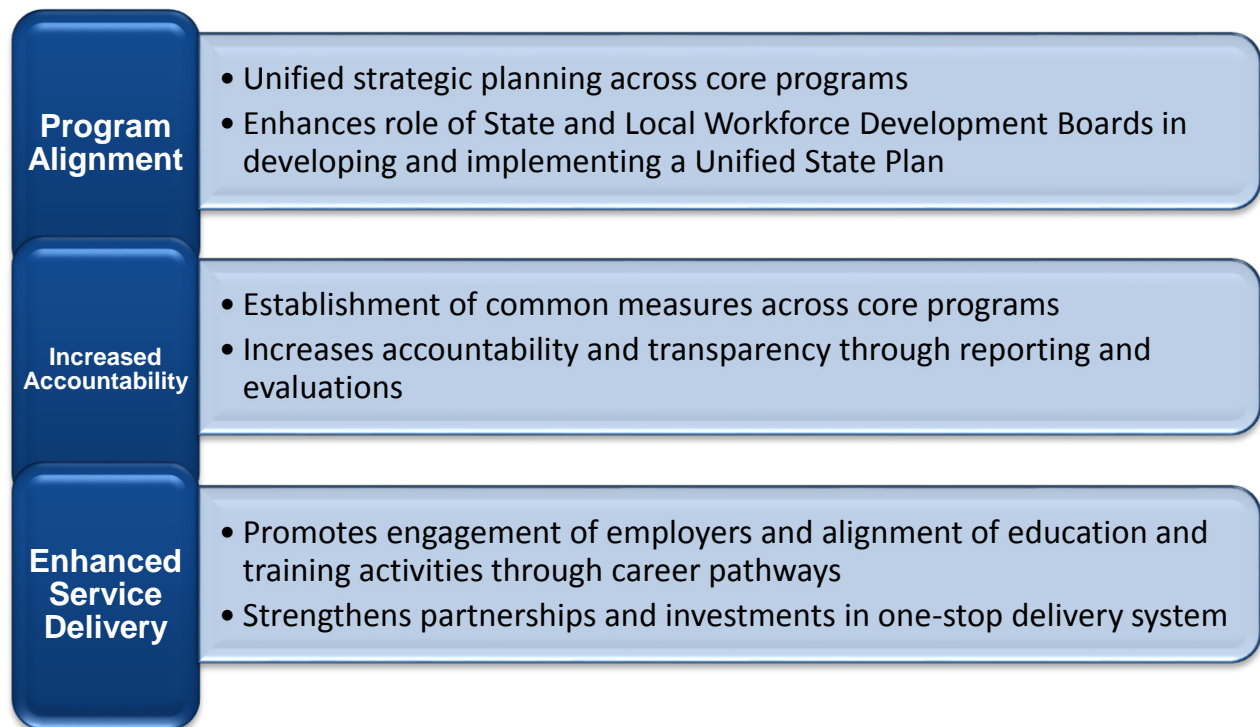 Program
Alignment
• Unified strategic planning across core programs
• Enhances role of State and Local Workforce Development Boards in
developing and implementing a Unified State Plan
Increased
Accountability
• Establishment of common measures across core programs
• Increases accountability and transparency through reporting and
evaluations
Enhanced
Service
Delivery
• Promotes engagement of employers and alignment of education and
training activities through career pathways
• Strengthens partnerships and investments in one-stop delivery system